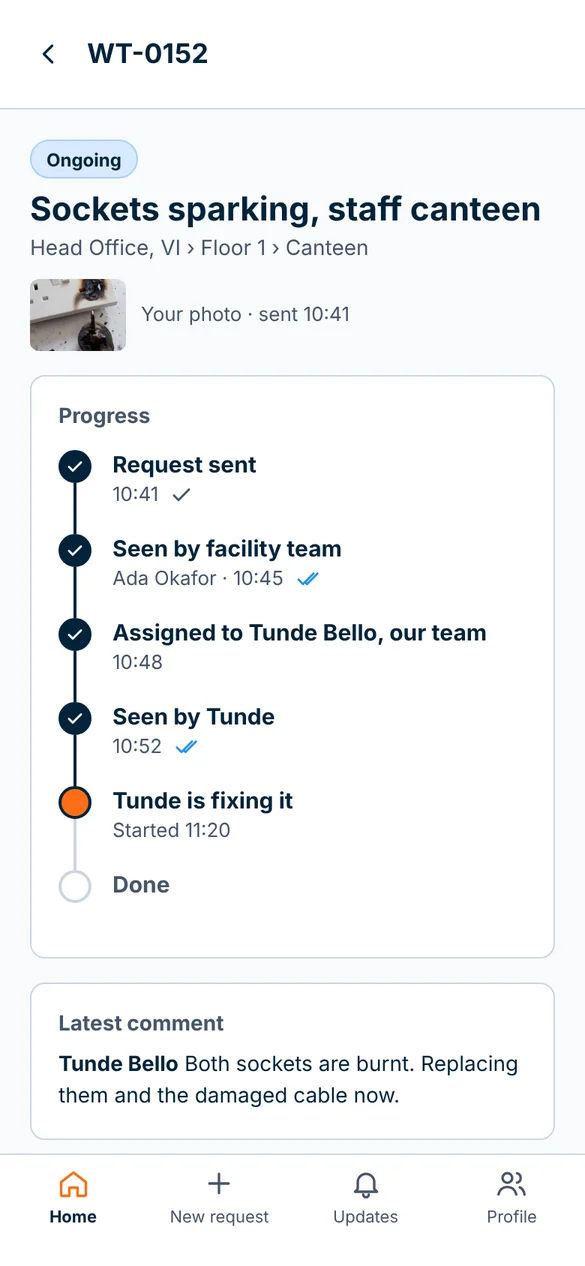 WT-0152
Ongoing
Sockets sparking, staff canteen
Head Office, VI › Floor 1 › Canteen
Your photo · sent 10:41
Progress
Request sent
10:41
Seen by facility team
Ada Okafor · 10:45
Assigned to Tunde Bello, our team
10:48
Seen by Tunde
10:52
Tunde is fixing it
Started 11:20
Done
Latest comment
Tunde Bello Both sockets are burnt. Replacing
them and the damaged cable now.
Home
New request
Updates
Profile